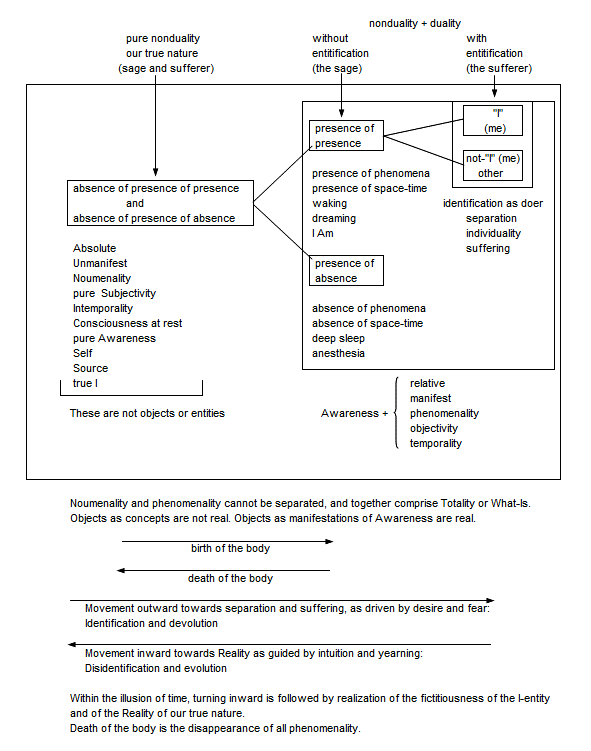 nonduality + duality
pure nonduality
our true nature
(sage and sufferer)
without
entitification
(the sage)
with
entitification
(the sufferer)
absence of presence of presence
and
absence of presence of absence
Absolute
Unmanifest
Noumenality
pure Subjectivity
Intemporality
Consciousness at rest
pure Awareness
Self
Source
true I
These are not objects or entities
presence of
presence
presence of phenomena
presence of space-time
waking
dreaming
I Am
presence of
absence
absence of phenomena
absence of space-time
deep sleep
anesthesia
"I"
(me)
not-"I" (me)
other
identification as doer
separation
individuality
suffering
Awareness +
relative
manifest
phenomenality
objectivity
temporality
Noumenality and phenomenality cannot be separated, and together comprise Totality or What-Is.
Objects as concepts are not real. Objects as manifestations of Awareness are real.
birth of the body
death of the body
Movement outward towards separation and suffering, as driven by desire and fear:
Identification and devolution
Movement inward towards Reality as guided by intuition and yearning:
Disidentification and evolution
Within the illusion of time, turning inward is followed by realization of the fictitiousness of the I-entity
and of the Reality of our true nature.
Death of the body is the disappearance of all phenomenality.